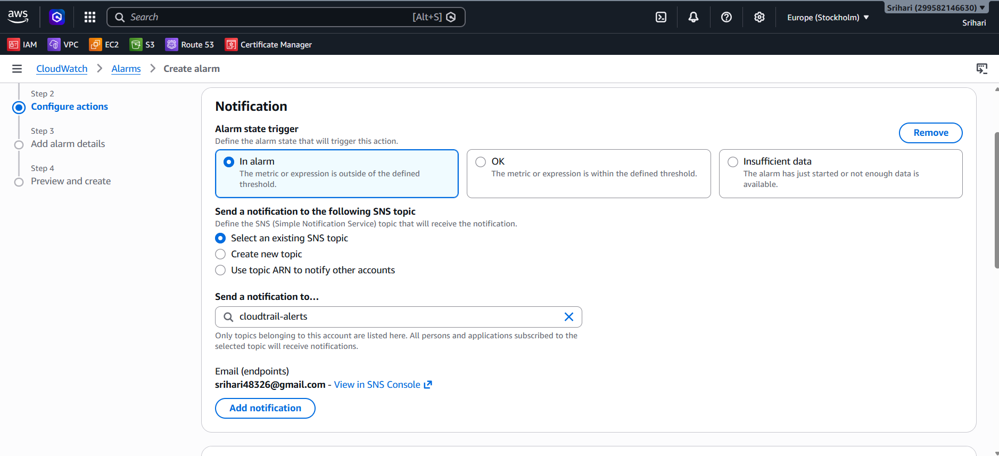 aws
Search [Alt+S]
Europe (Stockholm)
Srihari (299582146630)
Srihari
IAM VPC EC2 S3 Route 53 Certificate Manager
CloudWatch Alarms Create alarm
Step 2
Configure actions
Step 3
Add alarm details
Step 4
Preview and create
Notification
Alarm state trigger
Define the alarm state that will trigger this action.
Remove
In alarm
The metric or expression is outside of the defined
threshold.
OK
The metric or expression is within the defined threshold.
Insufficient data
The alarm has just started or not enough data is
available.
Send a notification to the following SNS topic
Define the SNS (Simple Notification Service) topic that will receive the notification.
Select an existing SNS topic
Create new topic
Use topic ARN to notify other accounts
Send a notification to…
cloudtrail-alerts
Only topics belonging to this account are listed here. All persons and applications subscribed to the
selected topic will receive notifications.
Email (endpoints)
srihari48326@gmail.com - View in SNS Console
Add notification